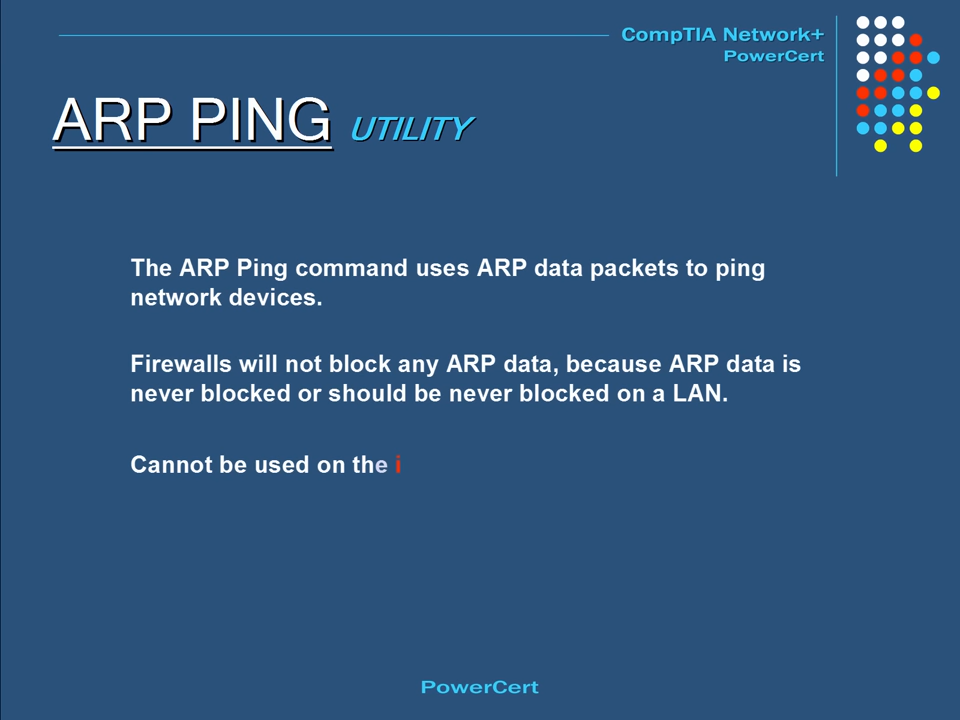 CompTIA Network+
PowerCert
ARP PING UTILITY
The ARP Ping command uses ARP data packets to ping
network devices.
Firewalls will not block any ARP data, because ARP data is
never blocked or should be never blocked on a LAN.
Cannot be used on the i
PowerCert